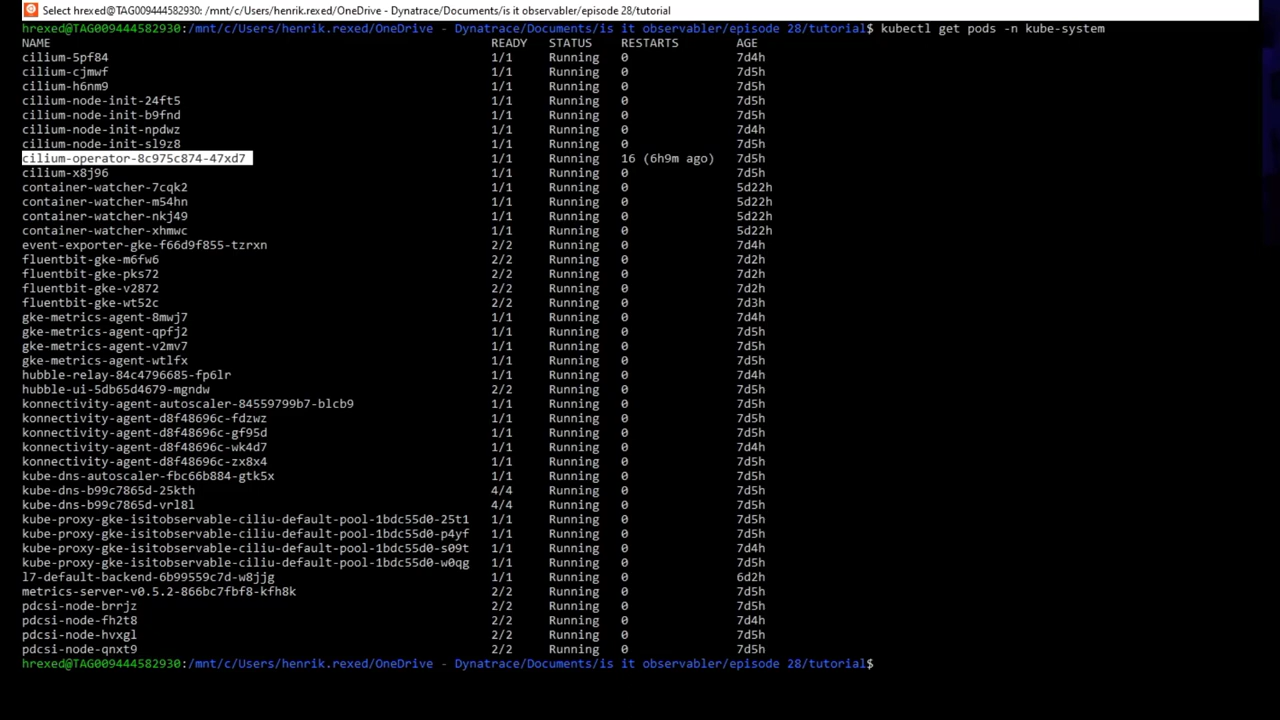 Select hrexed@TAG009444582930: /mnt/c/Users/henrik.rexed/OneDrive - Dynatrace/Documents/is it observabler/episode 28/tutorial
hrexed@TAG009444582930:/mnt/c/Users/henrik.rexed/OneDrive - Dynatrace/Documents/is it observabler/episode 28/tutorial$ kubectl get pods -n kube-system
NAME READY STATUS RESTARTS AGE
cilium-5pf84 1/1 Running 0 7d4h
cilium-cjmwf 1/1 Running 0 7d5h
cilium-h6nm9 1/1 Running 0 7d5h
cilium-node-init-24ft5 1/1 Running 0 7d5h
cilium-node-init-b9fnd 1/1 Running 0 7d5h
cilium-node-init-npdwz 1/1 Running 0 7d4h
cilium-node-init-sl9z8 1/1 Running 0 7d5h
cilium-operator-8c975c874-47xd7 1/1 Running 16 (6h9m ago) 7d5h
cilium-x8j96 1/1 Running 0 7d5h
container-watcher-7cqk2 1/1 Running 0 5d22h
container-watcher-m54hn 1/1 Running 0 5d22h
container-watcher-nkj49 1/1 Running 0 5d22h
container-watcher-xhmwc 1/1 Running 0 5d22h
event-exporter-gke-f66d9f855-tzrxn 2/2 Running 0 7d4h
fluentbit-gke-m6fw6 2/2 Running 0 7d2h
fluentbit-gke-pks72 2/2 Running 0 7d2h
fluentbit-gke-v2872 2/2 Running 0 7d2h
fluentbit-gke-wt52c 2/2 Running 0 7d3h
gke-metrics-agent-8mwj7 1/1 Running 0 7d4h
gke-metrics-agent-qpfj2 1/1 Running 0 7d5h
gke-metrics-agent-v2mv7 1/1 Running 0 7d5h
gke-metrics-agent-wtlfx 1/1 Running 0 7d5h
hubble-relay-84c4796685-fp6lr 1/1 Running 0 7d4h
hubble-ui-5db65d4679-mgndw 2/2 Running 0 7d5h
konnectivity-agent-autoscaler-84559799b7-blcb9 1/1 Running 0 7d5h
konnectivity-agent-d8f48696c-fdzwz 1/1 Running 0 7d5h
konnectivity-agent-d8f48696c-gf95d 1/1 Running 0 7d5h
konnectivity-agent-d8f48696c-wk4d7 1/1 Running 0 7d4h
konnectivity-agent-d8f48696c-zx8x4 1/1 Running 0 7d5h
kube-dns-autoscaler-fbc66b884-gtk5x 1/1 Running 0 7d5h
kube-dns-b99c7865d-25kth 4/4 Running 0 7d5h
kube-dns-b99c7865d-vrl8l 4/4 Running 0 7d5h
kube-proxy-gke-isitobservable-ciliu-default-pool-1bdc55d0-25t1 1/1 Running 0 7d5h
kube-proxy-gke-isitobservable-ciliu-default-pool-1bdc55d0-p4yf 1/1 Running 0 7d5h
kube-proxy-gke-isitobservable-ciliu-default-pool-1bdc55d0-s09t 1/1 Running 0 7d4h
kube-proxy-gke-isitobservable-ciliu-default-pool-1bdc55d0-w0qg 1/1 Running 0 7d5h
l7-default-backend-6b99559c7d-w8jjg 1/1 Running 0 6d2h
metrics-server-v0.5.2-866bc7fbf8-kfh8k 2/2 Running 0 7d5h
pdcsi-node-brrjz 2/2 Running 0 7d5h
pdcsi-node-fh2t8 2/2 Running 0 7d4h
pdcsi-node-hvxgl 2/2 Running 0 7d5h
pdcsi-node-qnxt9 2/2 Running 0 7d5h
hrexed@TAG009444582930:/mnt/c/Users/henrik.rexed/OneDrive - Dynatrace/Documents/is it observabler/episode 28/tutorial$